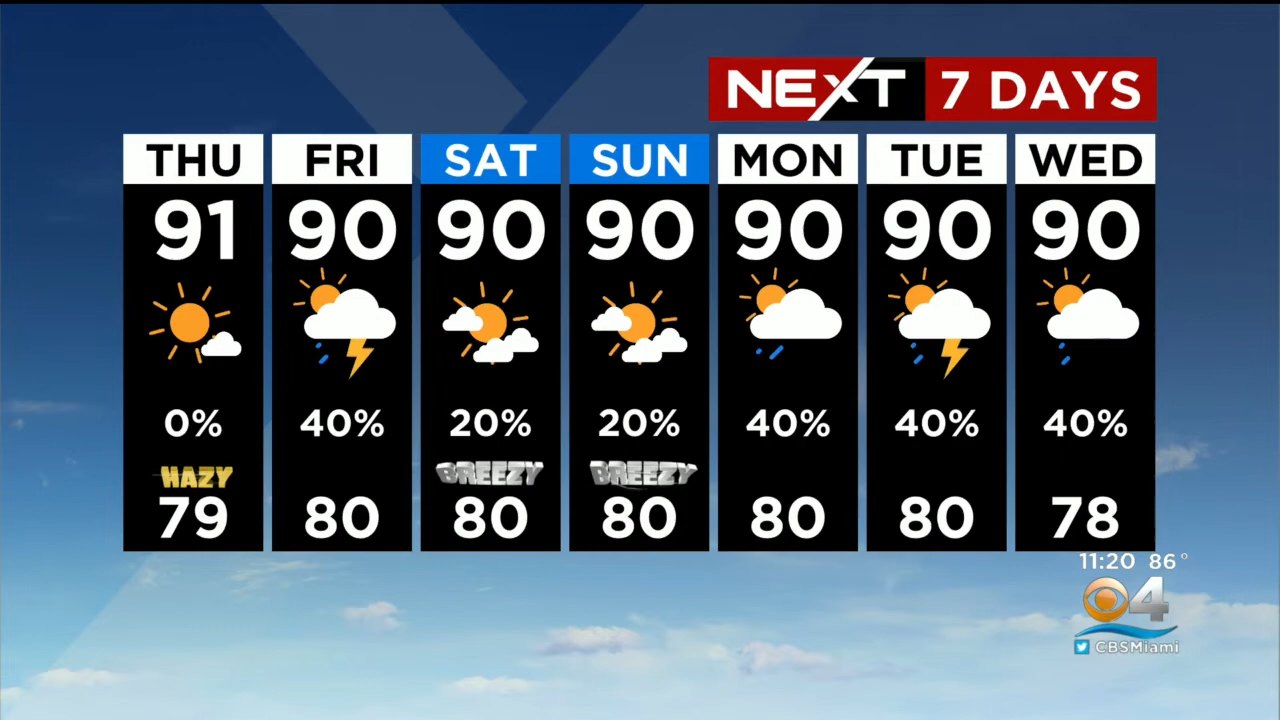 NEXT 7 DAYS
THU FRI SAT SUN MON TUE WED
91 90 90 90 90 90 90
0% 40% 20% 20% 40% 40% 40%
HAZY BREEZY BREEZY
79 80 80 80 80 80 78
11:20 86°
4
CBSMiami